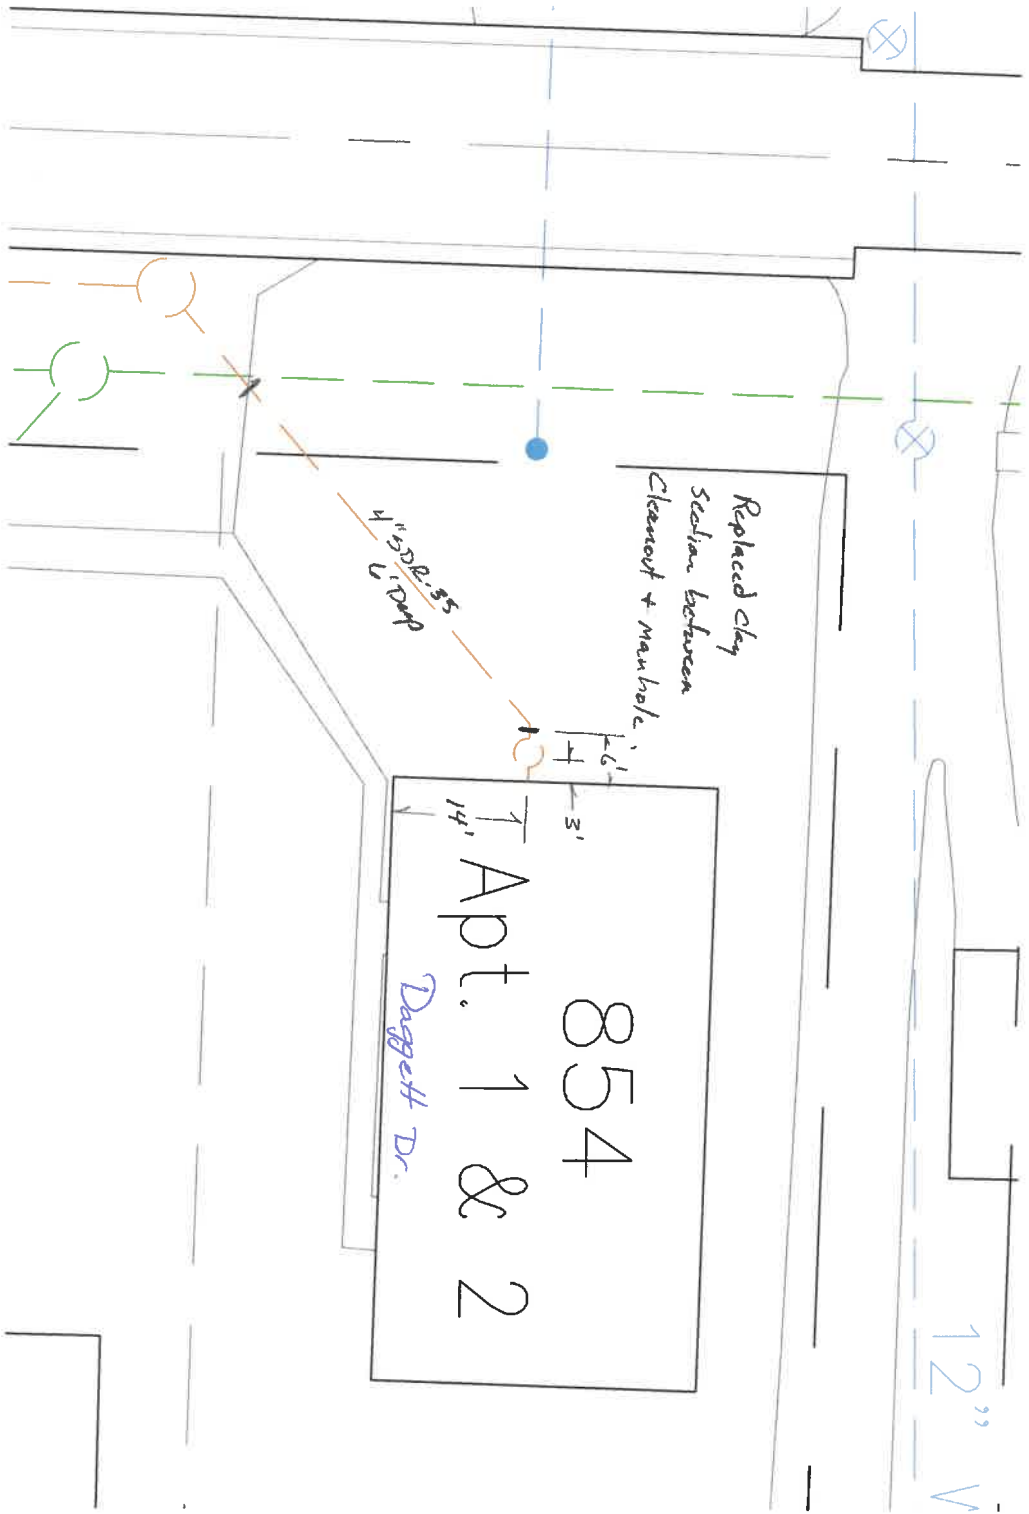 Replaced Clay
Section between
Cleanout + manhole
4" SDR-35
6' Deep
6'
3'
14'
854
Apt. 1 & 2
Daggett Dr.
12"